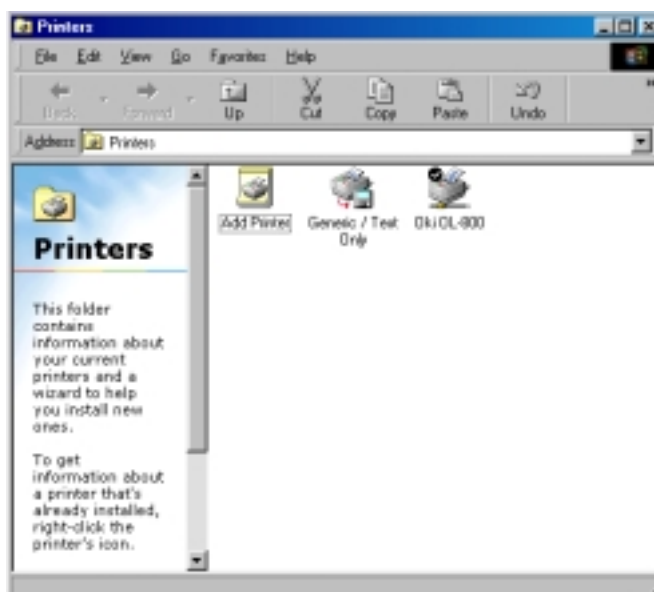 Printers
File Edit View Go Favorites Help
Back Forward Up Cut Copy Paste Undo
Address Printers
Printers
This folder
contains
information about
your current
printers and a
wizard to help
you install new
ones.
To get
information about
a printer that's
already installed,
right-click the
printer's icon.
Add Printer
Generic / Text
Only
Oki OL-800